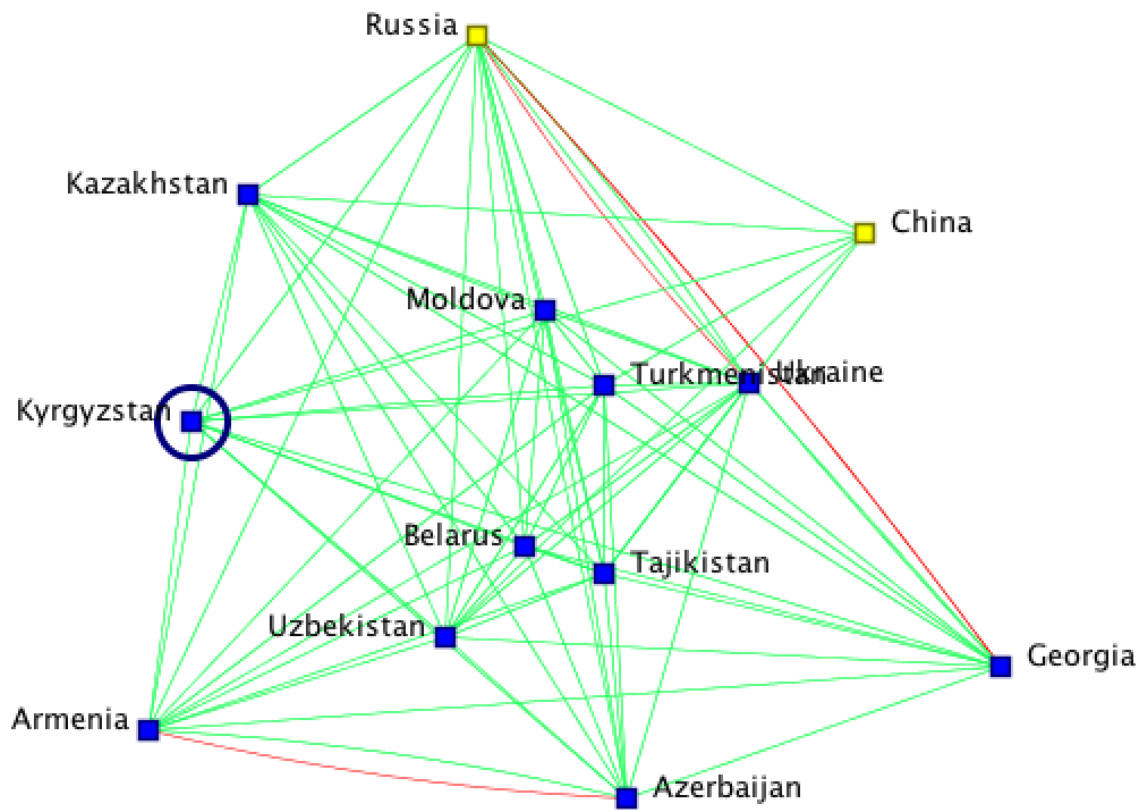 Russia
Kazakhstan
China
Moldova
Turkmenistan
Ukraine
Kyrgyzstan
Belarus
Tajikistan
Uzbekistan
Georgia
Armenia
Azerbaijan